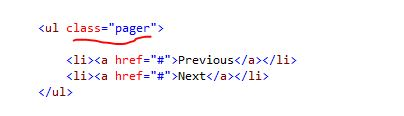 <ul class="pager">
<li><a href="#">Previous</a></li>
<li><a href="#">Next</a></li>
</ul>